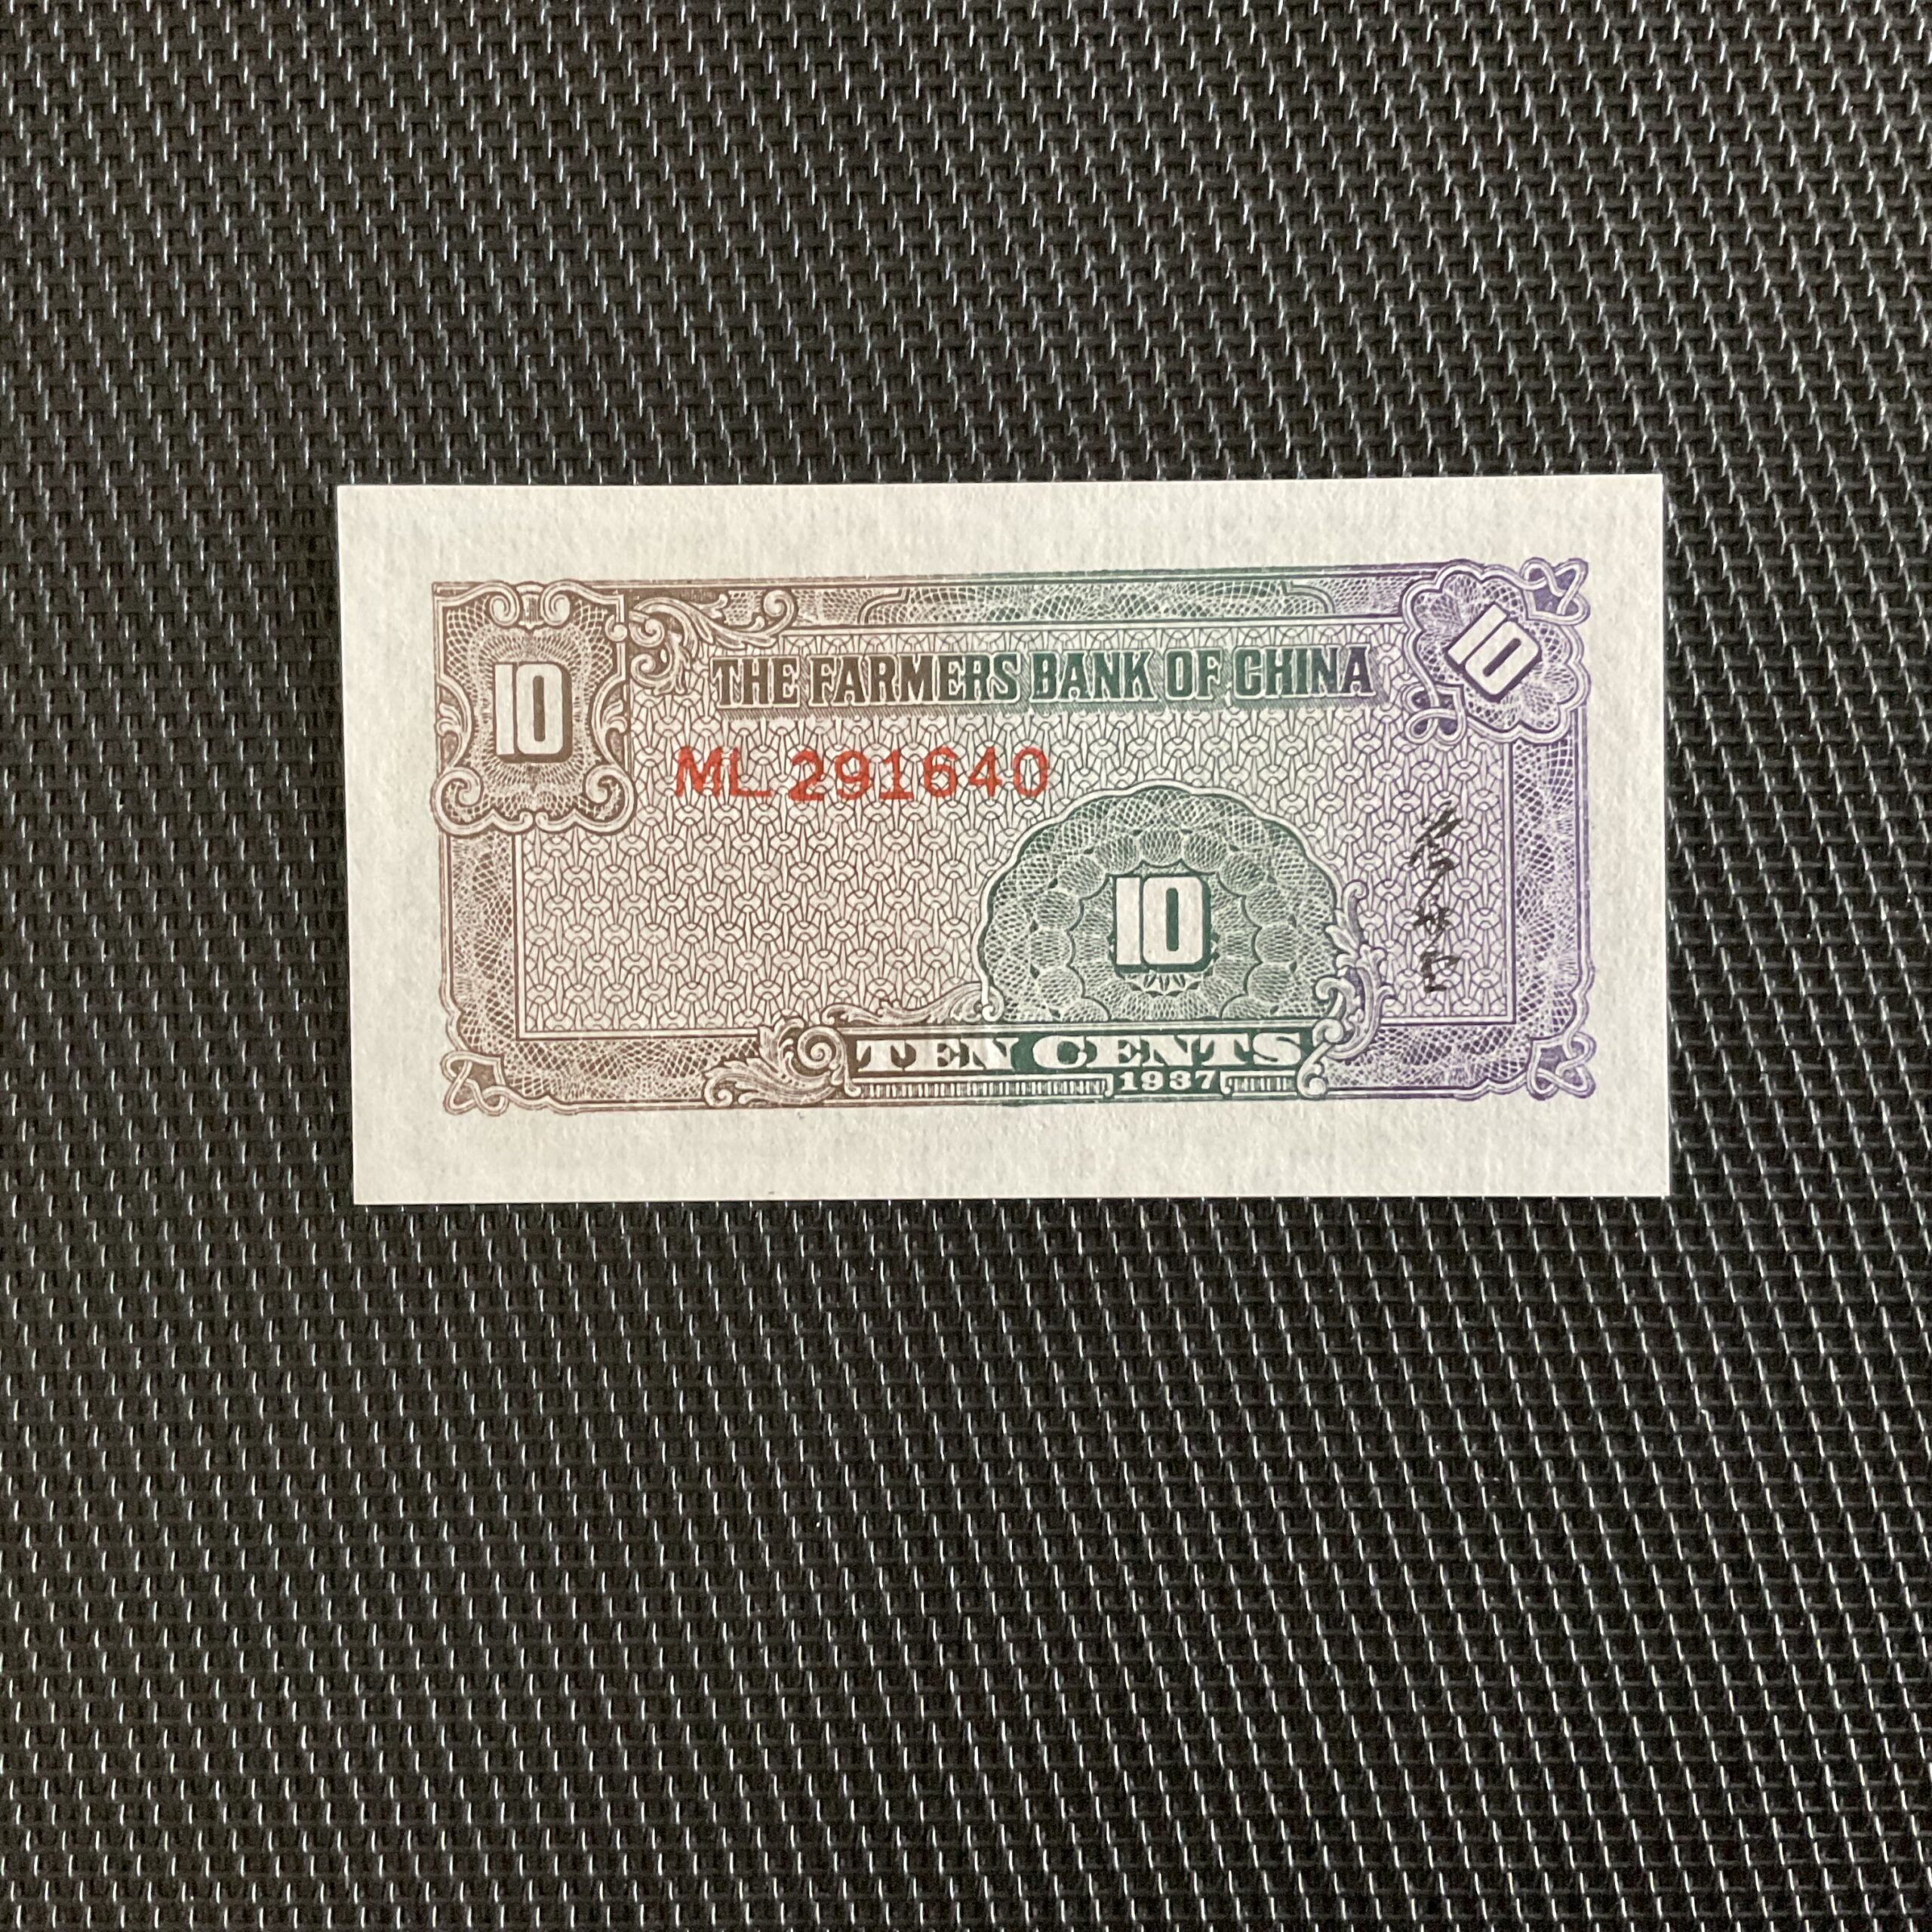 10
10
THE FARMERS BANK OF CHINA
ML 291640
10
TEN CENTS
1937